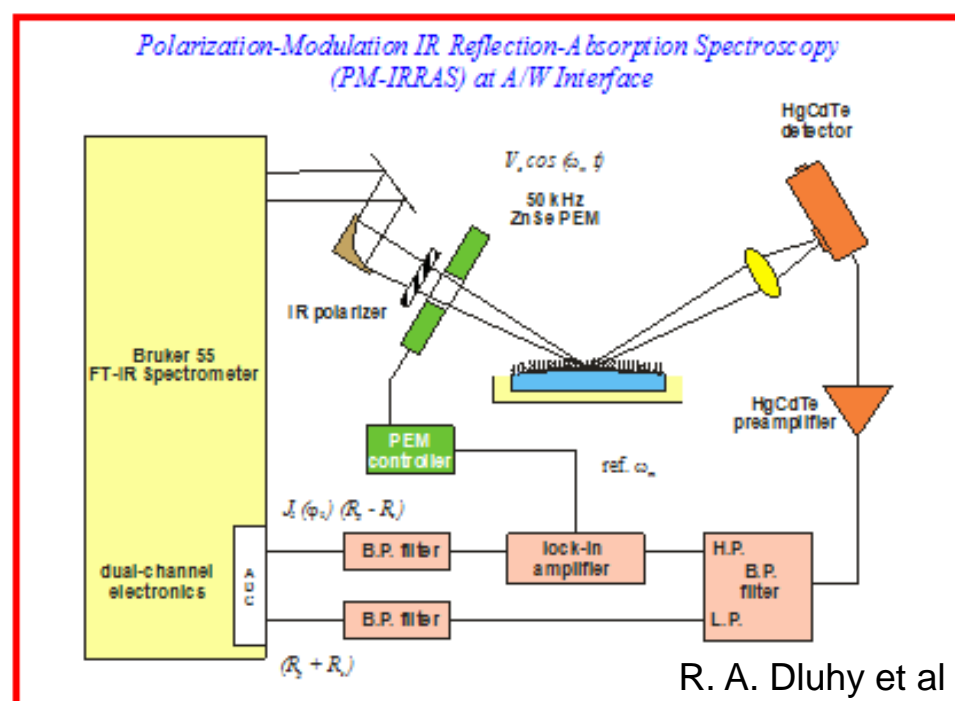 Polarization-Modulation IR Reflection-Absorption Spectroscopy
(PM-IRRAS) at A/W Interface
HgCdTe
detector
50 kHz
ZnSe PEM
IR polarizer
Bruker 55
FT-IR Spectrometer
HgCdTe
preamplifier
PEM
controller
ref. ω
B.P. filter
lock-in
amplifier
H.P.
B.P.
filter
L.P.
dual-channel
electronics
B.P. filter
R. A. Dluhy et al